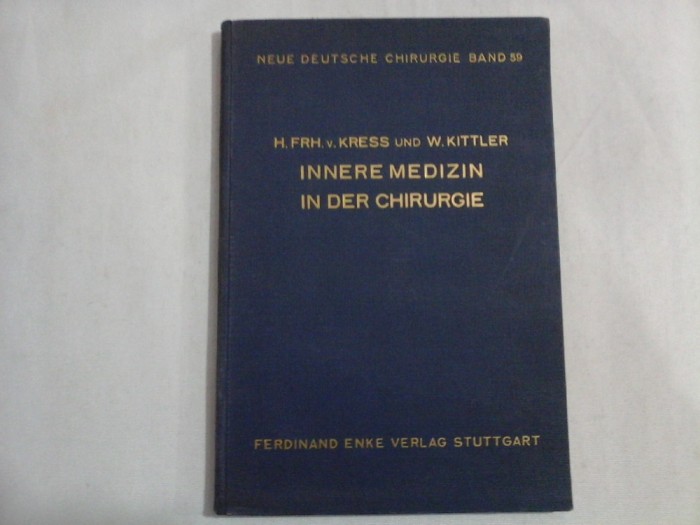 NEUE DEUTSCHE CHIRURGIE BAND 59
H. FRH. v. KRESS UND W. KITTLER
INNERE MEDIZIN
IN DER CHIRURGIE
FERDINAND ENKE VERLAG STUTTGART